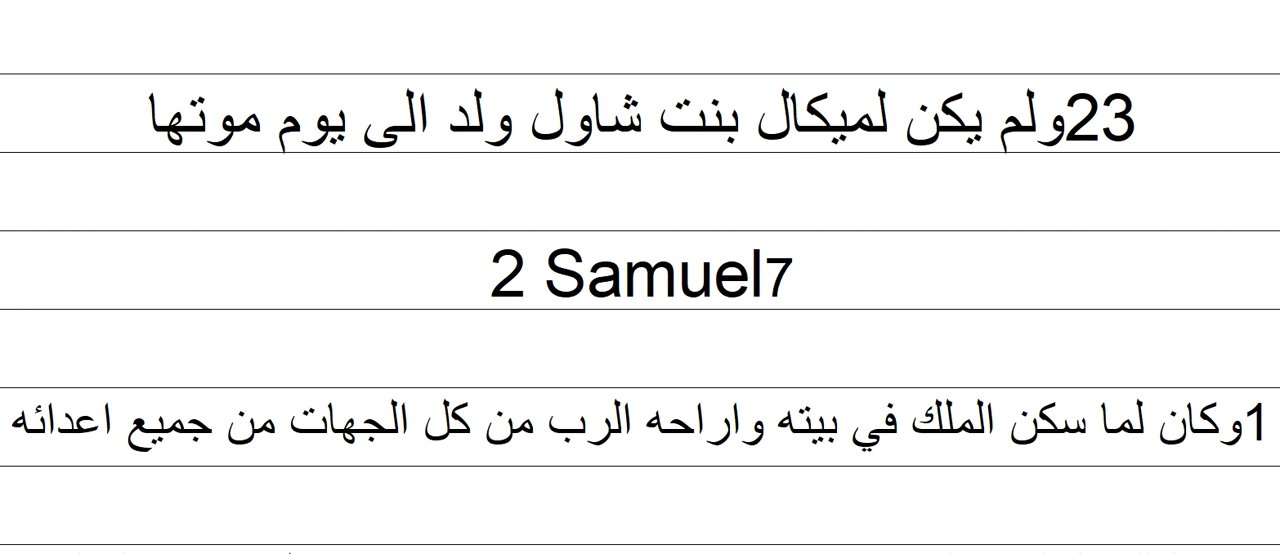 23ولم يكن لميكال بنت شاول ولد الى يوم موتها
2 Samuel7
1وكان لما سكن الملك في بيته واراحه الرب من كل الجهات من جميع اعدائه